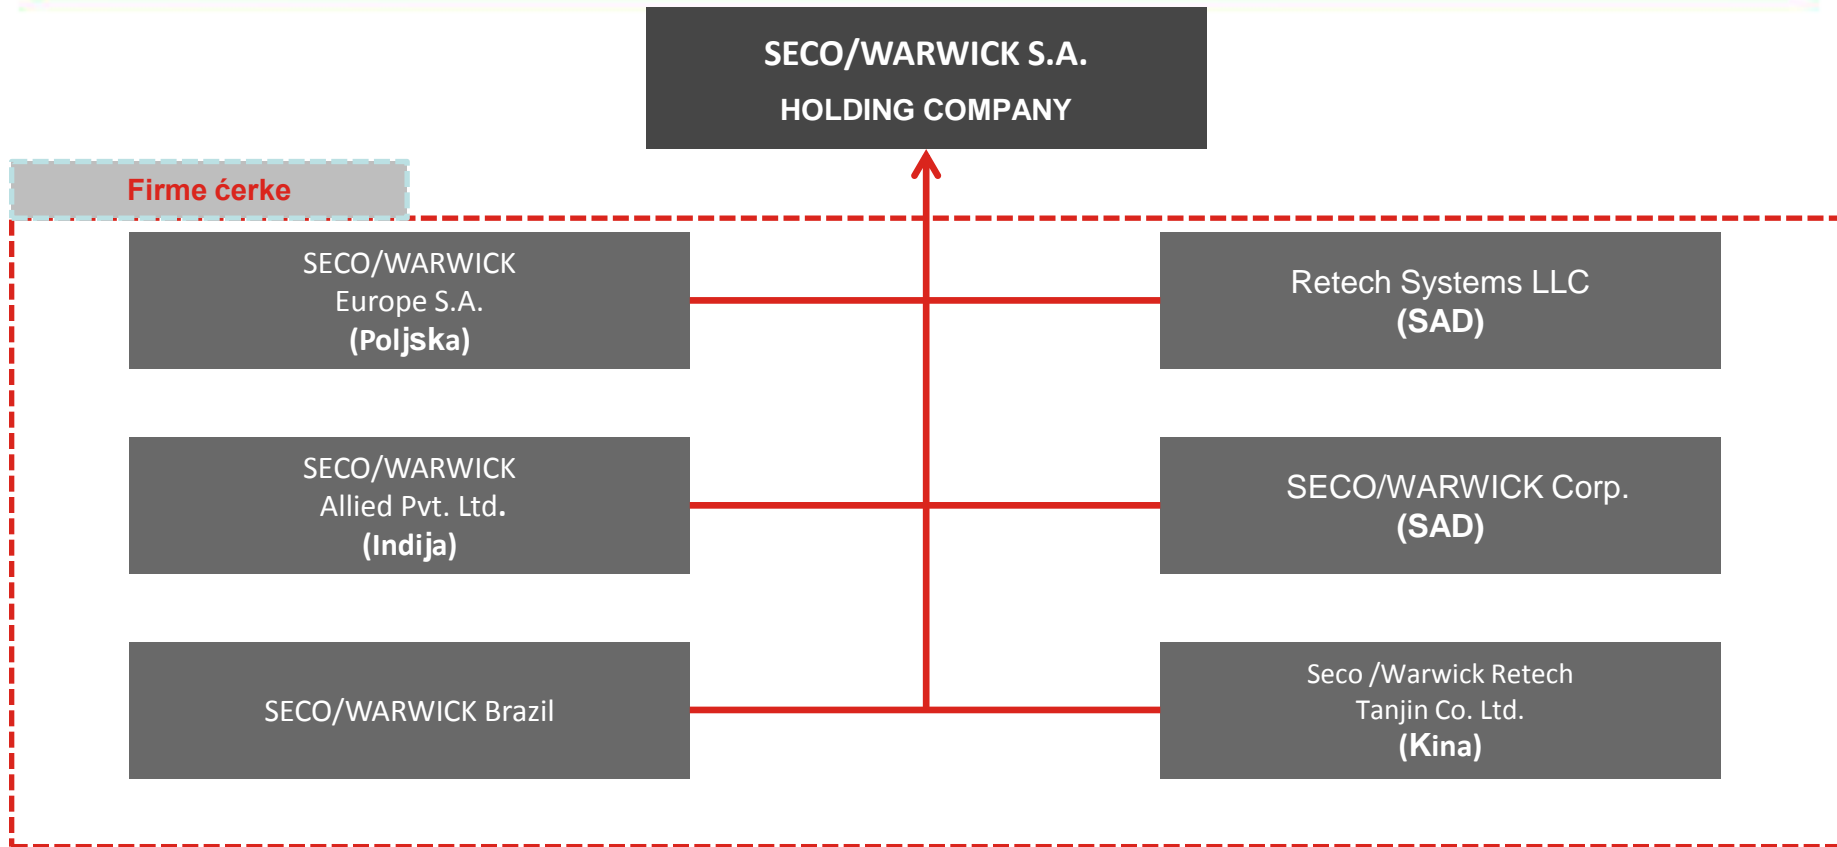 SECO/WARWICK S.A.
HOLDING COMPANY
Firme ćerke
SECO/WARWICK
Europe S.A.
(Poljska)
Retech Systems LLC
(SAD)
SECO/WARWICK
Allied Pvt. Ltd.
(Indija)
SECO/WARWICK Corp.
(SAD)
SECO/WARWICK Brazil
Seco /Warwick Retech
Tanjin Co. Ltd.
(Kina)